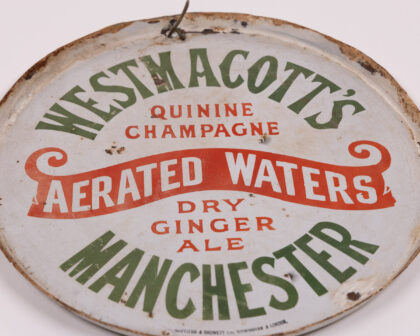 WESTMACOTT'S
QUININE
CHAMPAGNE
AERATED WATERS
DRY
GINGER
ALE
MANCHESTER